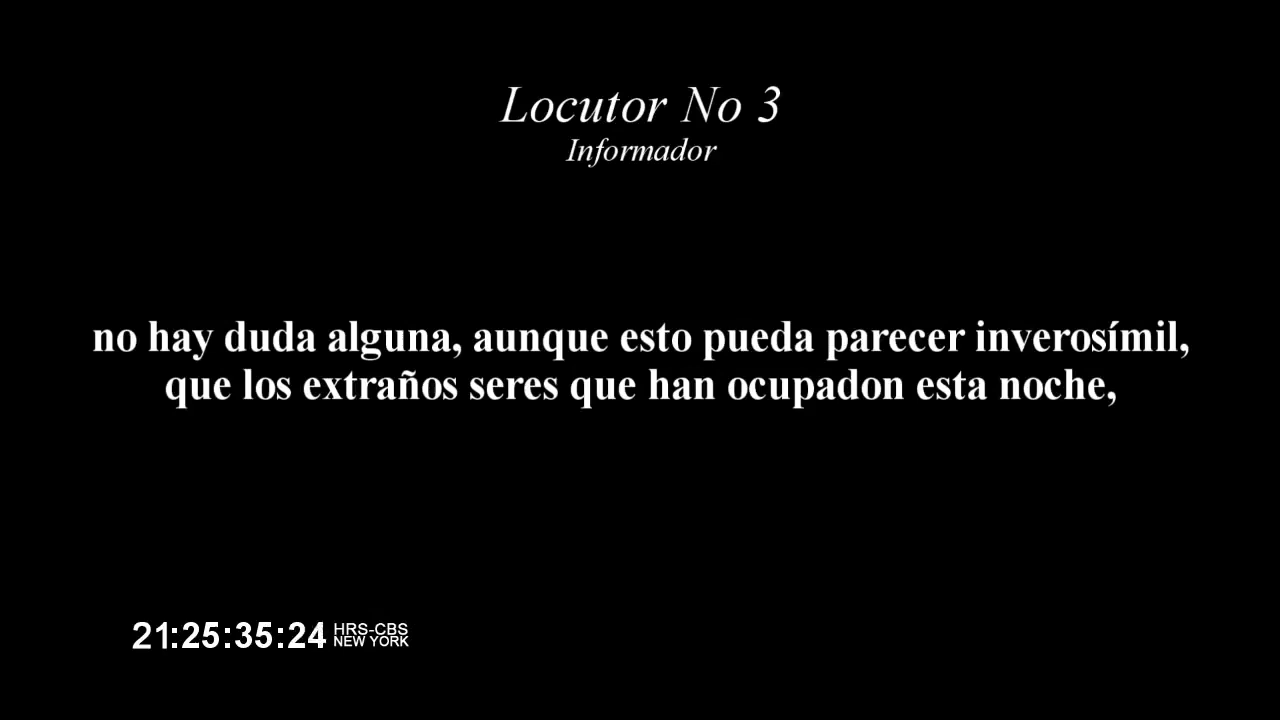 Locutor No 3
Informador
no hay duda alguna, aunque esto pueda parecer inverosímil,
que los extraños seres que han ocupadon esta noche,
21:25:35:24 HRS-CBS
NEW YORK